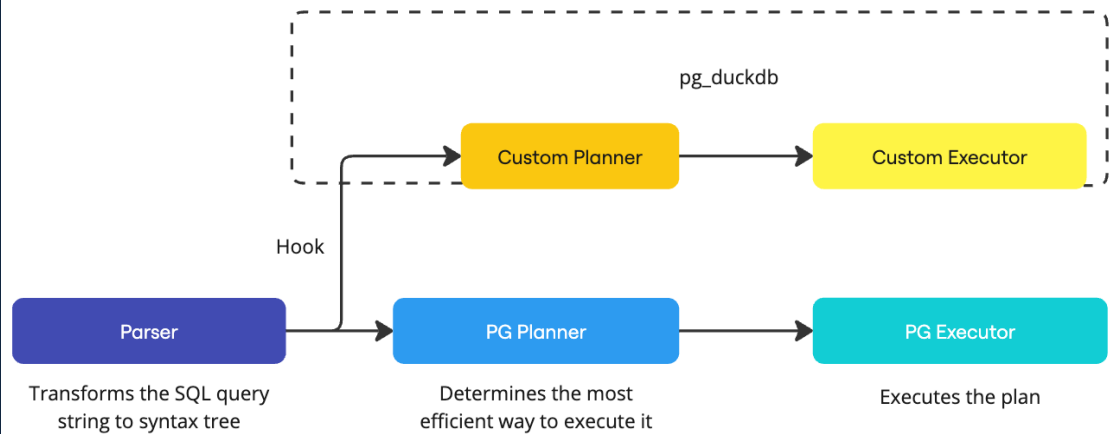 pg_duckdb
Custom Planner
Custom Executor
Hook
Parser
PG Planner
PG Executor
Transforms the SQL query
string to syntax tree
Determines the most
efficient way to execute it
Executes the plan